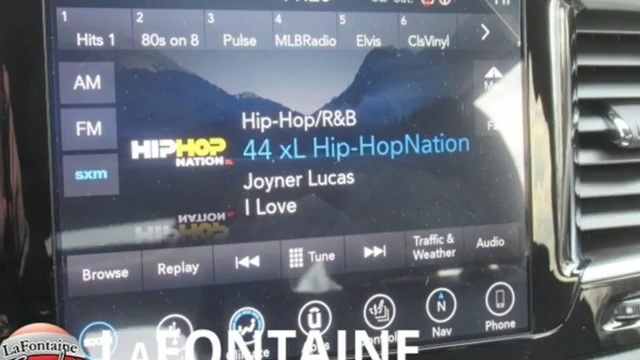 1 2 3 4 5 6
Hits 1 80s on 8 Pulse MLBRadio Elvis ClsVinyl
AM
FM
sxm
HIPHOP
NATION XL
Hip-Hop/R&B
44 xL Hip-HopNation
Joyner Lucas
I Love
Browse Replay Tune Traffic & Weather Audio
Nav Phone
N
LaFontaine
LAFONTAINE